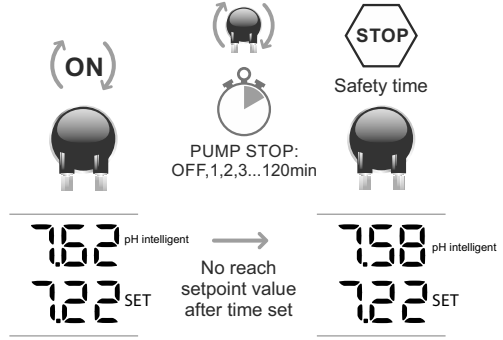 ON
STOP
Safety time
PUMP STOP:
OFF,1,2,3...120min
7.62 pH intelligent
7.22 SET
No reach
setpoint value
after time set
7.58 pH intelligent
7.22 SET